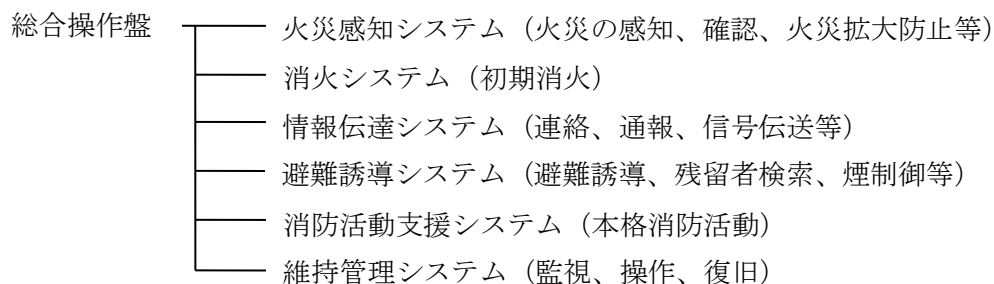 総合操作盤 火災感知システム（火災の感知、確認、火災拡大防止等）
消火システム（初期消火）
情報伝達システム（連絡、通報、信号伝送等）
避難誘導システム（避難誘導、残留者検索、煙制御等）
消防活動支援システム（本格消防活動）
維持管理システム（監視、操作、復旧）